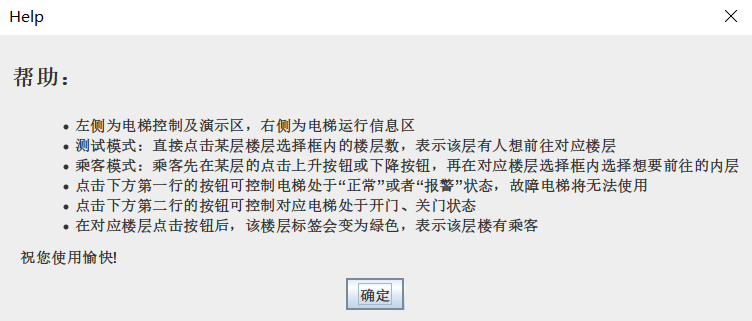 Help
帮助：
左侧为电梯控制及演示区，右侧为电梯运行信息区
测试模式：直接点击某层楼层选择框内的楼层数，表示该层有人想前往对应楼层
乘客模式：乘客先在某层的点击上升按钮或下降按钮，再在对应楼层选择框内选择想要前往的内层
点击下方第一行的按钮可控制电梯处于“正常”或者“报警”状态，故障电梯将无法使用
点击下方第二行的按钮可控制对应电梯处于开门、关门状态
在对应楼层点击按钮后，该楼层标签会变为绿色，表示该层楼有乘客
祝您使用愉快!
确定